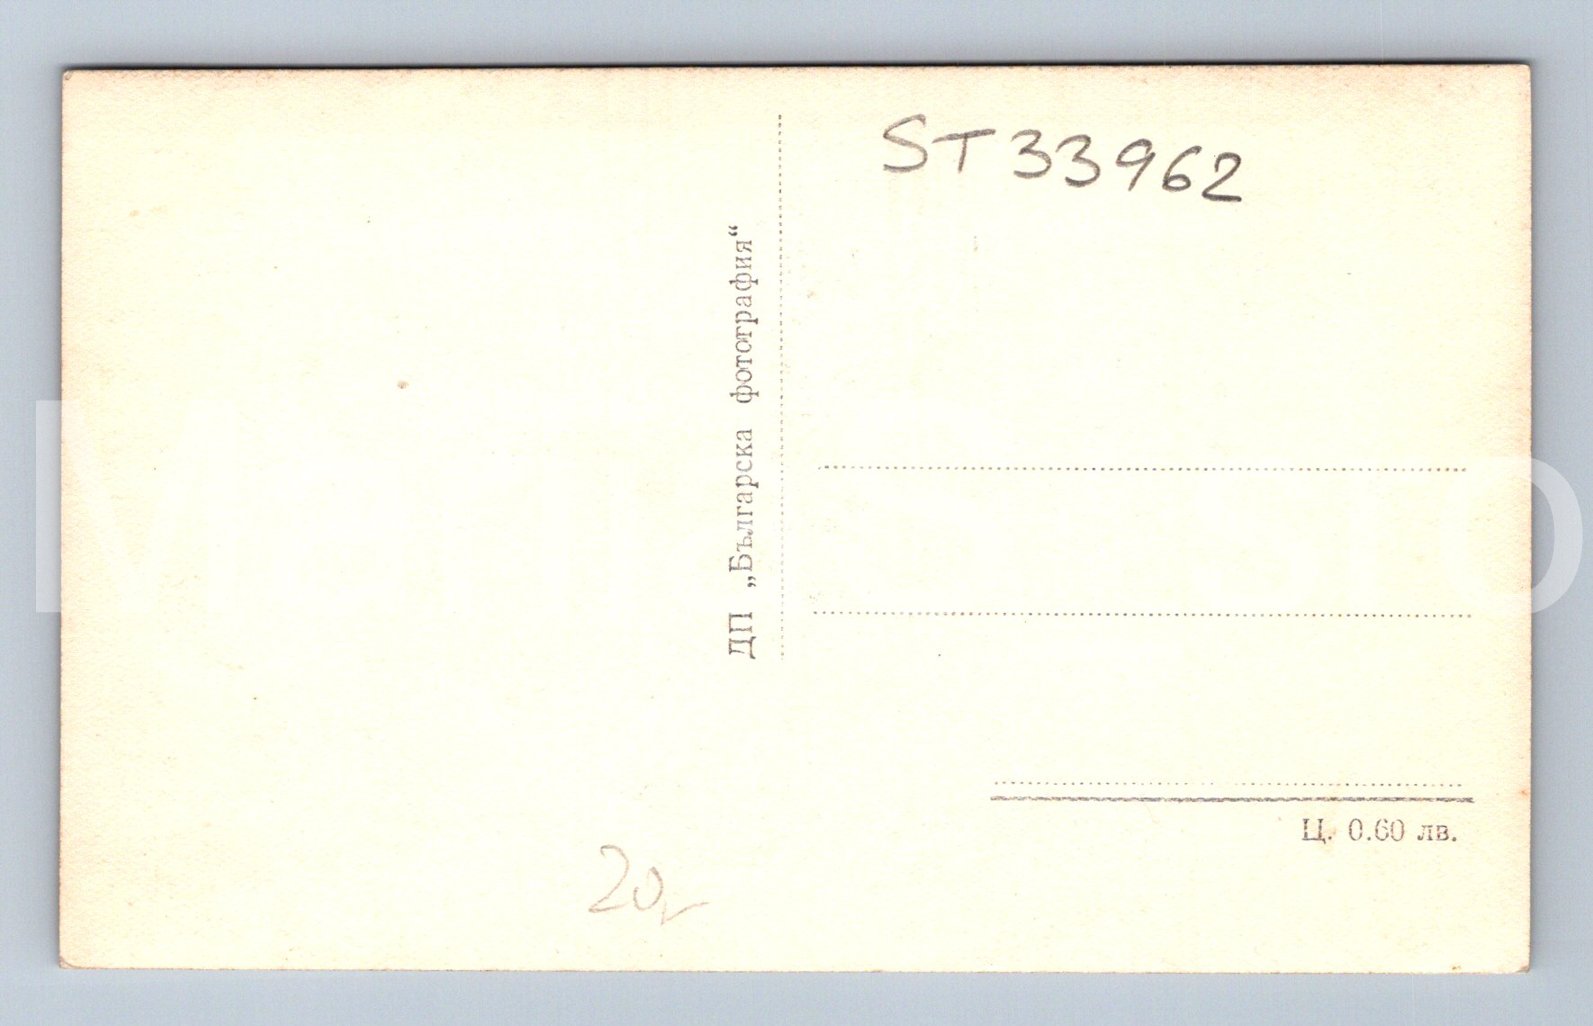 ST33962
ДП „Българска фотография“
Ц. 0.60 лв.
20